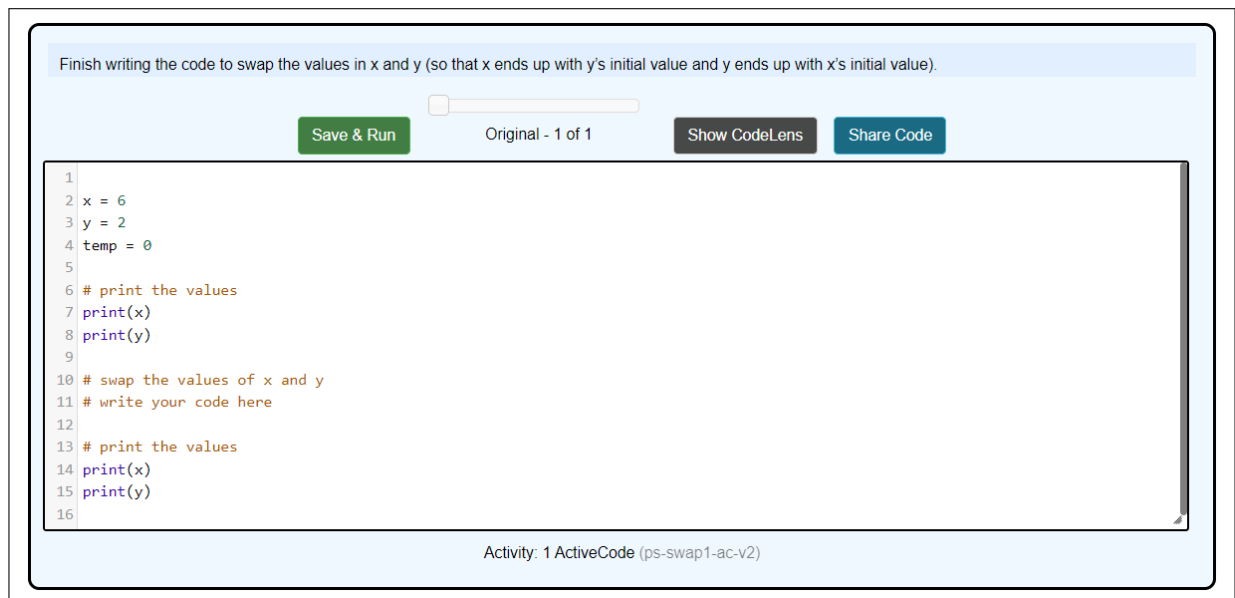 Finish writing the code to swap the values in x and y (so that x ends up with y's initial value and y ends up with x's initial value).
Save & Run
Original - 1 of 1
Show CodeLens
Share Code
1
2 x = 6
3 y = 2
4 temp = 0
5
6 # print the values
7 print(x)
8 print(y)
9
10 # swap the values of x and y
11 # write your code here
12
13 # print the values
14 print(x)
15 print(y)
16
Activity: 1 ActiveCode (ps-swap1-ac-v2)